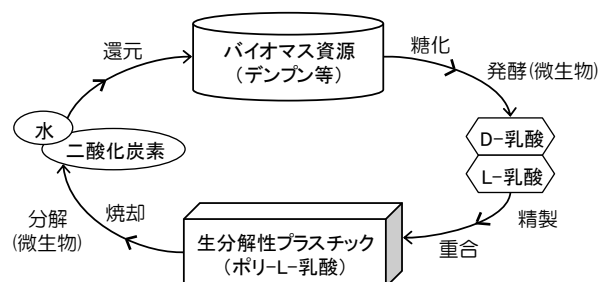 還元
バイオマス資源
（デンプン等）
糖化
発酵(微生物)
水
二酸化炭素
D-乳酸
L-乳酸
分解
(微生物)
焼却
生分解性プラスチック
（ポリ-L-乳酸）
精製
重合